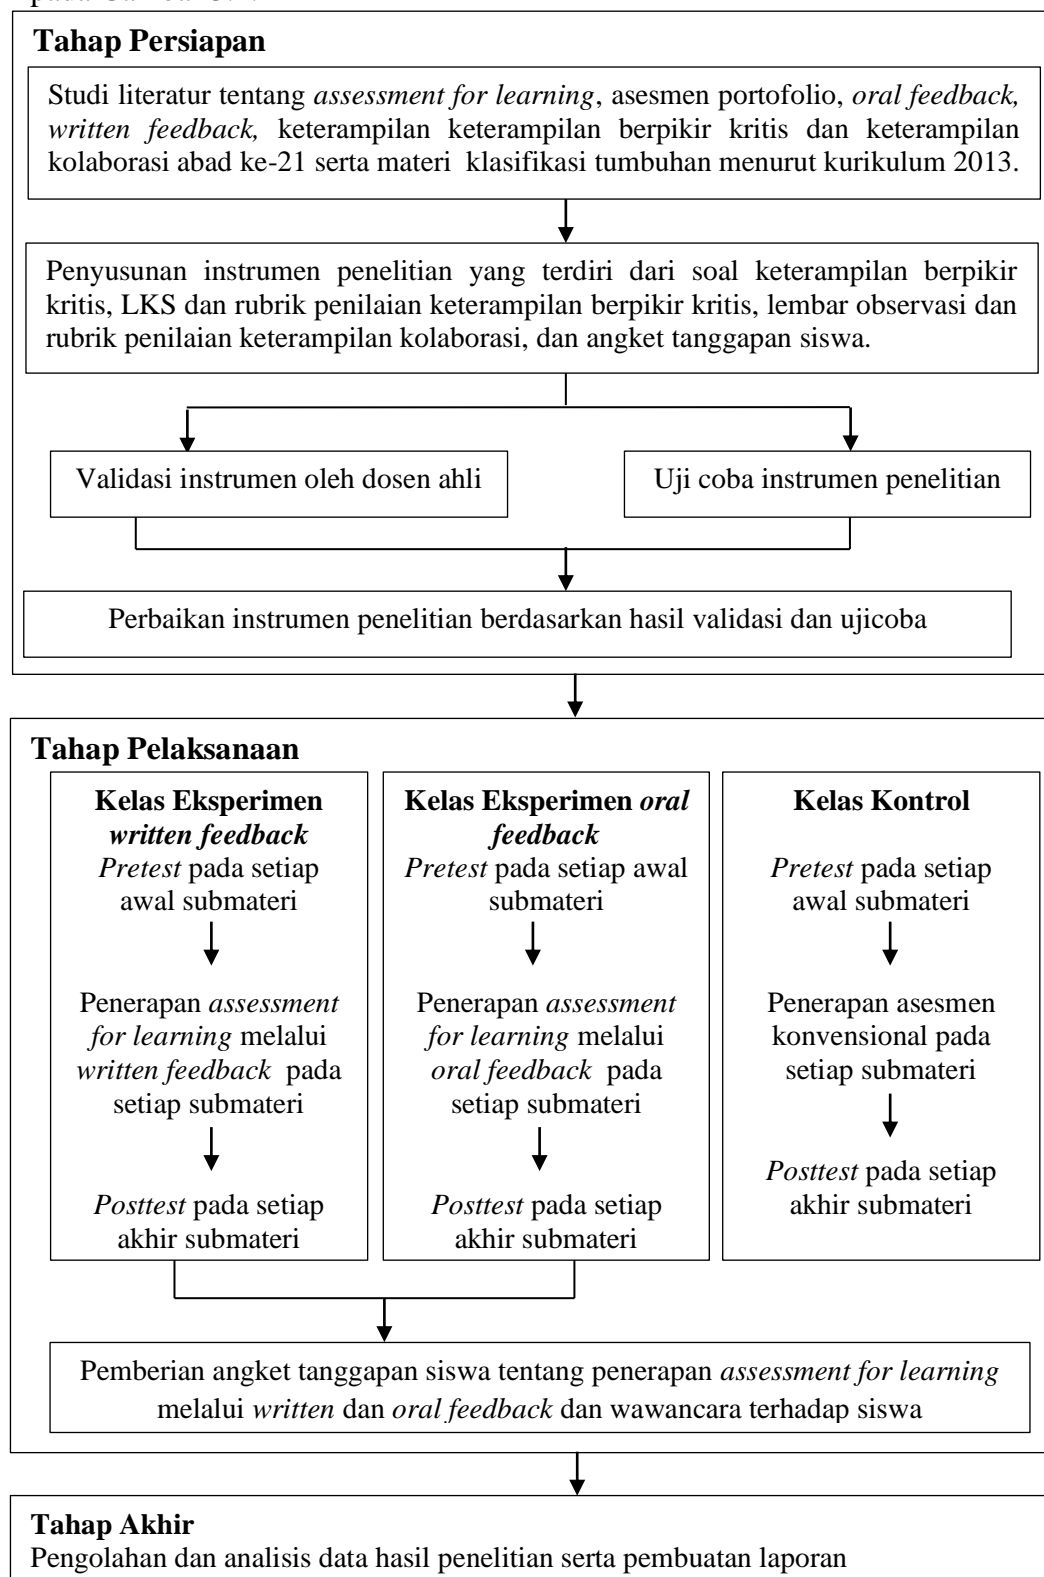 Tahap Persiapan
Studi literatur tentang assessment for learning, asesmen portofolio, oral feedback,
written feedback, keterampilan keterampilan berpikir kritis dan keterampilan
kolaborasi abad ke-21 serta materi klasifikasi tumbuhan menurut kurikulum 2013.
Penyusunan instrumen penelitian yang terdiri dari soal keterampilan berpikir
kritis, LKS dan rubrik penilaian keterampilan berpikir kritis, lembar observasi dan
rubrik penilaian keterampilan kolaborasi, dan angket tanggapan siswa.
Validasi instrumen oleh dosen ahli
Uji coba instrumen penelitian
Perbaikan instrumen penelitian berdasarkan hasil validasi dan ujicoba
Tahap Pelaksanaan
Kelas Eksperimen
written feedback
Pretest pada setiap
awal submateri
Penerapan assessment
for learning melalui
written feedback pada
setiap submateri
Posttest pada setiap
akhir submateri
Kelas Eksperimen oral
feedback
Pretest pada setiap awal
submateri
Penerapan assessment
for learning melalui
oral feedback pada
setiap submateri
Posttest pada setiap
akhir submateri
Kelas Kontrol
Pretest pada setiap
awal submateri
Penerapan asesmen
konvensional pada
setiap submateri
Posttest pada setiap
akhir submateri
Pemberian angket tanggapan siswa tentang penerapan assessment for learning
melalui written dan oral feedback dan wawancara terhadap siswa
Tahap Akhir
Pengolahan dan analisis data hasil penelitian serta pembuatan laporan